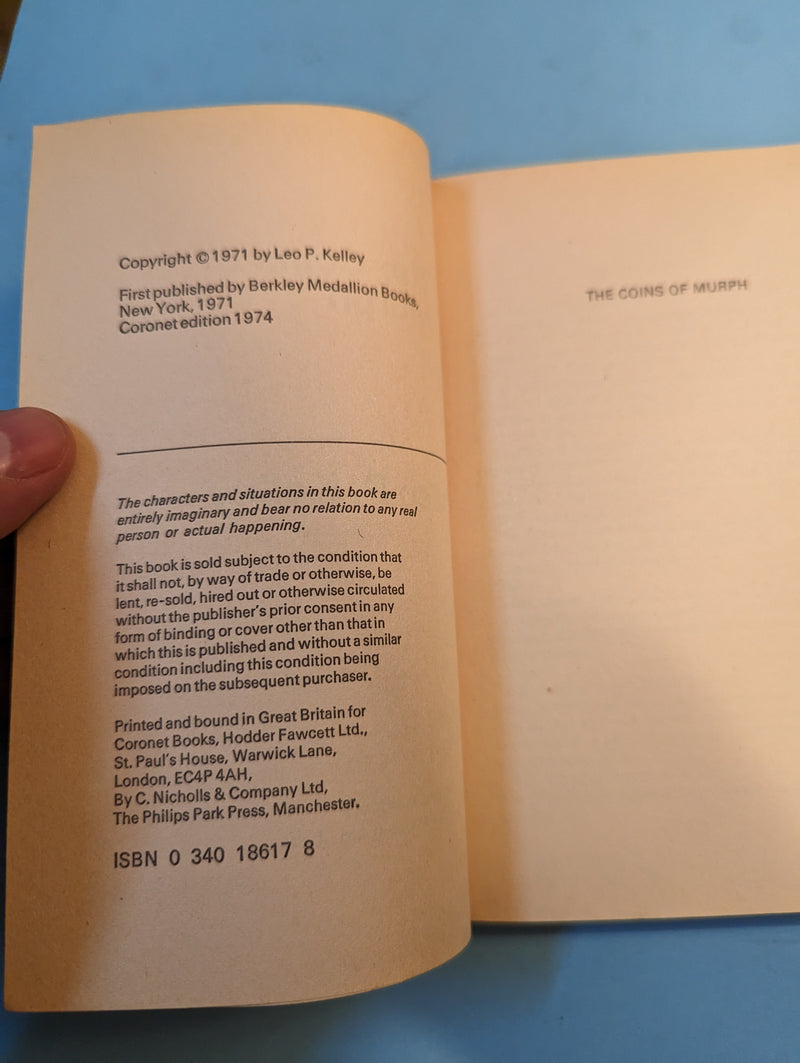 Copyright © 1971 by Leo P. Kelley
First published by Berkley Medallion Books,
New York, 1971
Coronet edition 1974
The characters and situations in this book are
entirely imaginary and bear no relation to any real
person or actual happening.
This book is sold subject to the condition that
it shall not, by way of trade or otherwise, be
lent, re-sold, hired out or otherwise circulated
without the publisher's prior consent in any
form of binding or cover other than that in
which this is published and without a similar
condition including this condition being
imposed on the subsequent purchaser.
Printed and bound in Great Britain for
Coronet Books, Hodder Fawcett Ltd.,
St. Paul's House, Warwick Lane,
London, EC4P 4AH,
By C. Nicholls & Company Ltd,
The Philips Park Press, Manchester.
ISBN 0 340 18617 8
THE COINS OF MURPH